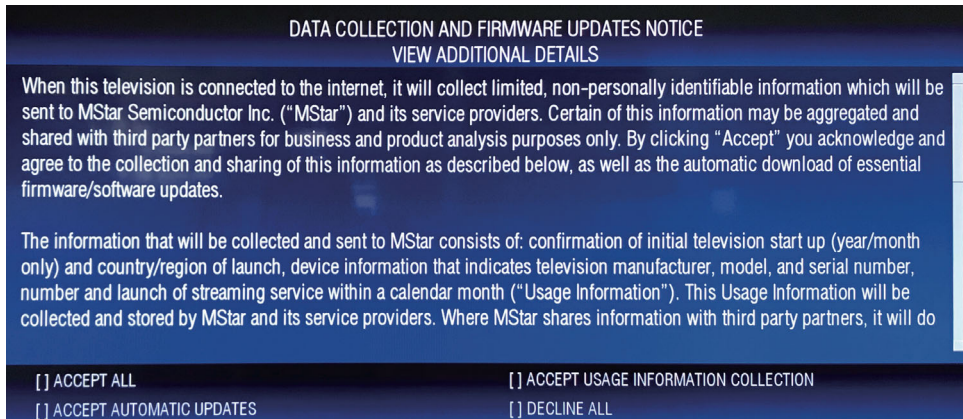 DATA COLLECTION AND FIRMWARE UPDATES NOTICE
VIEW ADDITIONAL DETAILS
When this television is connected to the internet, it will collect limited, non-personally identifiable information which will be
sent to MStar Semiconductor Inc. (“MStar”) and its service providers. Certain of this information may be aggregated and
shared with third party partners for business and product analysis purposes only. By clicking “Accept” you acknowledge and
agree to the collection and sharing of this information as described below, as well as the automatic download of essential
firmware/software updates.
The information that will be collected and sent to MStar consists of: confirmation of initial television start up (year/month
only) and country/region of launch, device information that indicates television manufacturer, model, and serial number,
number and launch of streaming service within a calendar month (“Usage Information”). This Usage Information will be
collected and stored by MStar and its service providers. Where MStar shares information with third party partners, it will do
[ ] ACCEPT ALL
[ ] ACCEPT USAGE INFORMATION COLLECTION
[ ] ACCEPT AUTOMATIC UPDATES
[ ] DECLINE ALL